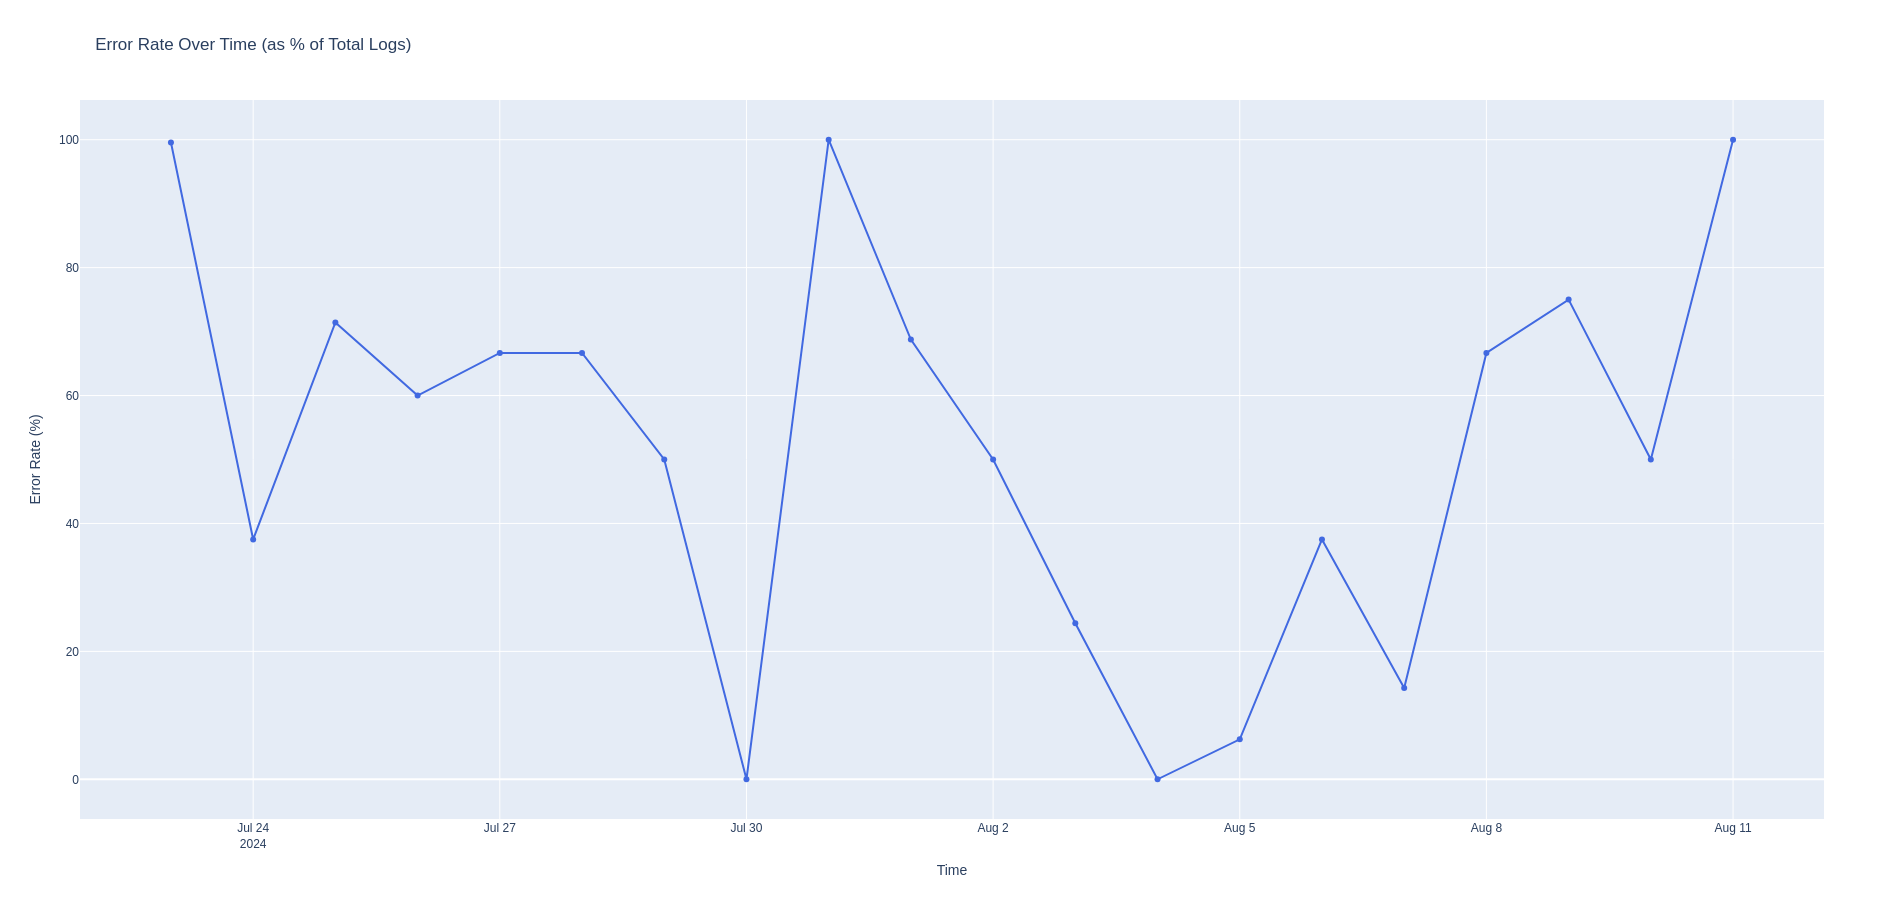 Error Rate Over Time (as % of Total Logs)
100
80
60
40
20
0
Error Rate (%)
Jul 24
2024
Jul 27
Jul 30
Aug 2
Aug 5
Aug 8
Aug 11
Time